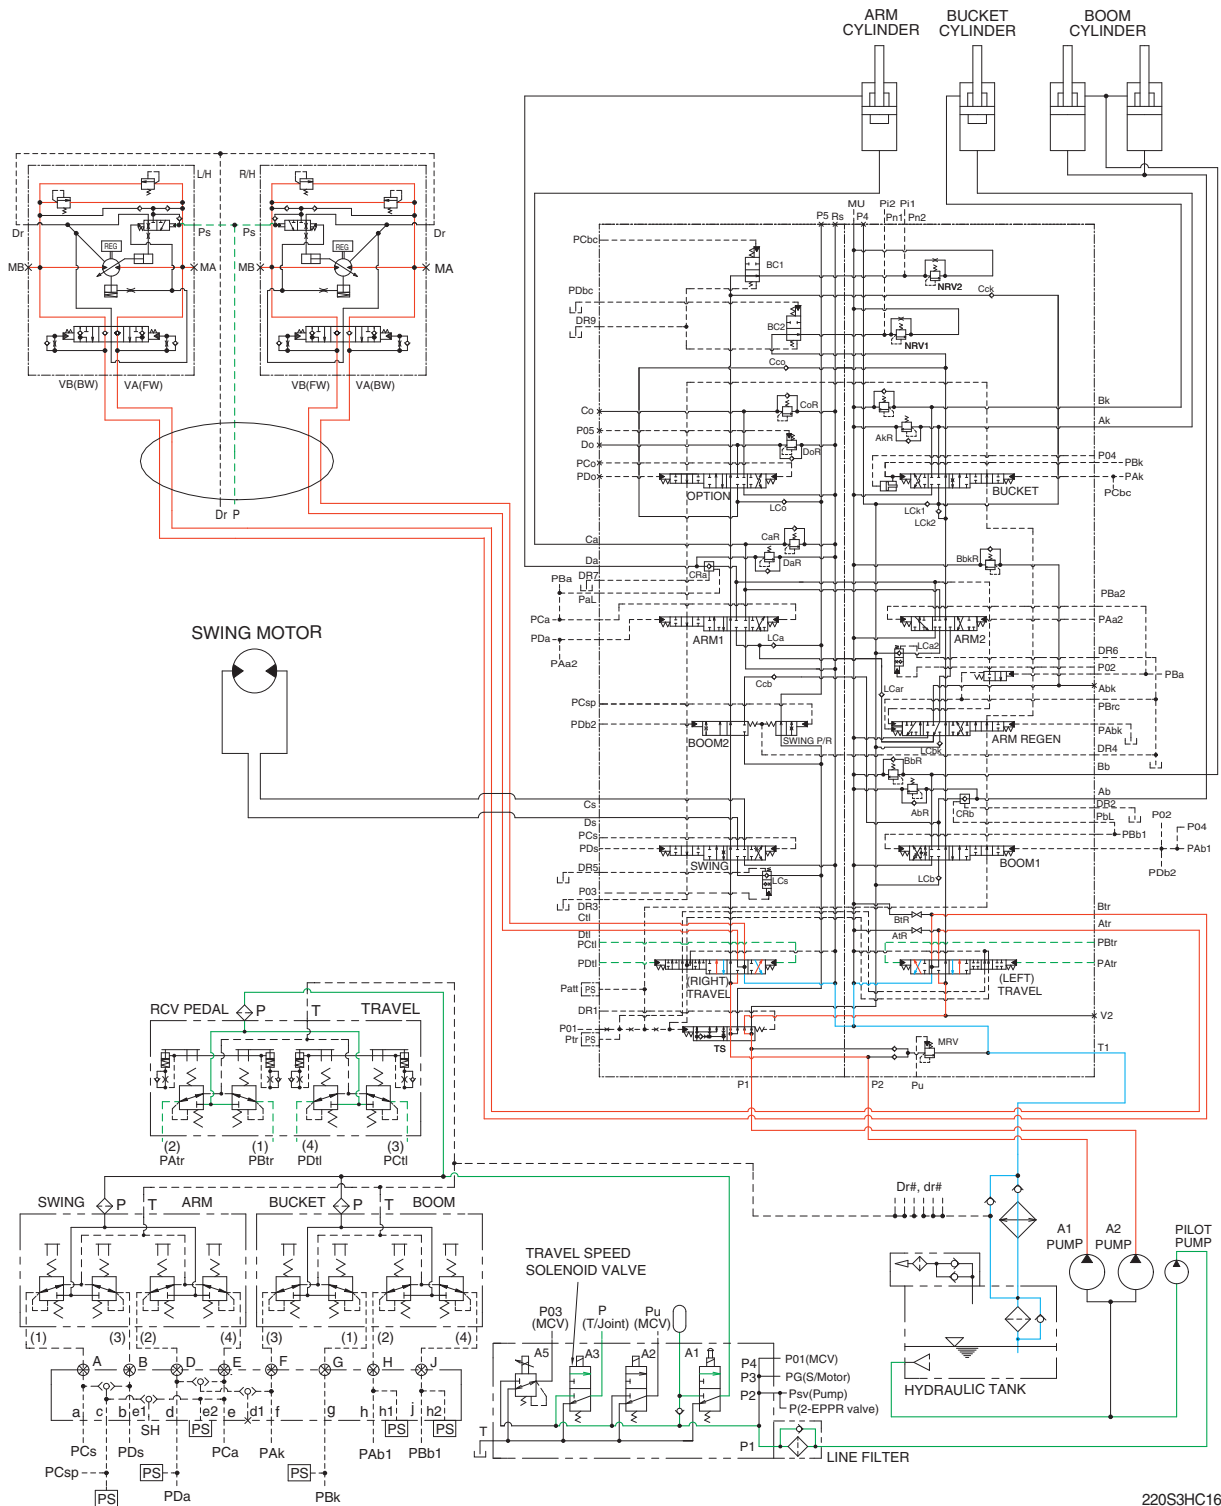 ARM
CYLINDER
BUCKET
CYLINDER
BOOM
CYLINDER
L/H
R/H
Dr
Ps
Ps
Dr
REG
REG
MB
MA
MB
MA
VB(BW)
VA(FW)
VB(FW)
VA(BW)
Dr
P
P5
Rs
MU
P4
Pi2
Pi1
Pn1
Pn2
PCbc
BC1
NRV2
Cck
PDbc
DR9
BC2
NRV1
Cco
Co
CoR
P05
Do
DoR
PCo
PDo
OPTION
LCo
Bk
Ak
AkR
P04
PBk
PAk
PCbc
BUCKET
LCk1
LCk2
Ca
CaR
Da
DaR
CRa
PBa
DR7
PaL
PCa
PDa
PAa2
ARM1
LCa
BbkR
PBa2
PAa2
ARM2
LCa2
DR6
P02
PBa
Abk
LCar
Ccb
PCsp
PDb2
BOOM2
SWING P/R
PBrc
PAbk
ARM REGEN
LCbk
DR4
BbR
Bb
AbR
Ab
CRb
DR2
PbL
P02
P04
PBb1
PAb1
PDb2
BOOM1
LCb
SWING MOTOR
Cs
Ds
PCs
PDs
SWING
DR5
LCs
P03
DR3
Ctl
Dtl
PCtl
PDtl
(RIGHT)
TRAVEL
Patt
PS
DR1
P01
Ptr
PS
TS
BtR
Btr
AtR
Atr
PBtr
PAtr
(LEFT)
TRAVEL
V2
MRV
T1
P1
P2
Pu
RCV PEDAL
P
T
TRAVEL
(2)
PAtr
(1)
PBtr
(4)
PDtl
(3)
PCtl
SWING
P
T
ARM
BUCKET
P
T
BOOM
(1)
(3)
(2)
(4)
(3)
(1)
(2)
(4)
A
B
D
E
F
G
H
J
a
c
b
e1
d
e2
e
d1
f
g
h
h1
j
h2
SH
PS
PS
PS
PCs
PDs
PCa
PAk
PAb1
PBb1
PCsp
PS
PS
PDa
PS
PBk
TRAVEL SPEED
SOLENOID VALVE
P03
(MCV)
P
(T/Joint)
Pu
(MCV)
A5
A3
A2
A1
P4
P3
P2
P1
P01(MCV)
PG(S/Motor)
Psv(Pump)
P(2-EPPR valve)
T
LINE FILTER
Dr#, dr#
A1
PUMP
A2
PUMP
PILOT
PUMP
HYDRAULIC TANK
220S3HC16